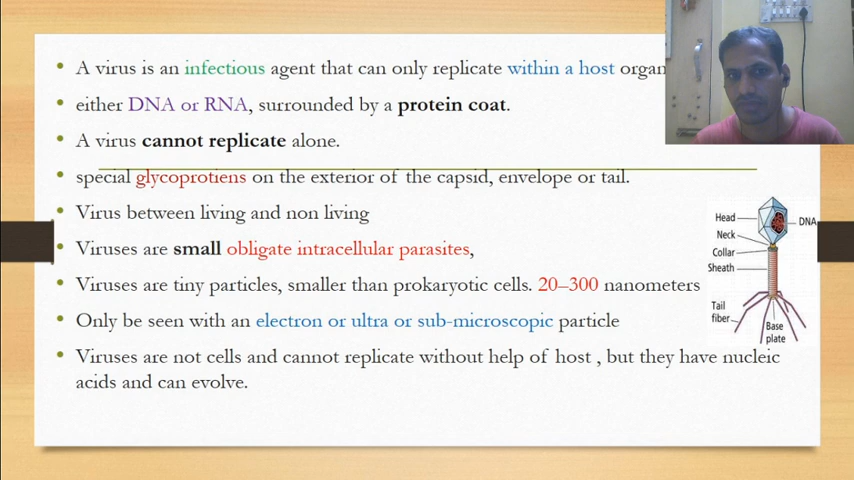 A virus is an infectious agent that can only replicate within a host
either DNA or RNA, surrounded by a protein coat.
A virus cannot replicate alone.
special glycoprotiens on the exterior of the capsid, envelope or tail.
Virus between living and non living
Viruses are small obligate intracellular parasites,
Viruses are tiny particles, smaller than prokaryotic cells. 20–300 nanometers
Only be seen with an electron or ultra or sub-microscopic particle
Viruses are not cells and cannot replicate without help of host , but they have nucleic
acids and can evolve.
Head
DNA
Neck
Collar
Sheath
Tail
fiber
Base
plate